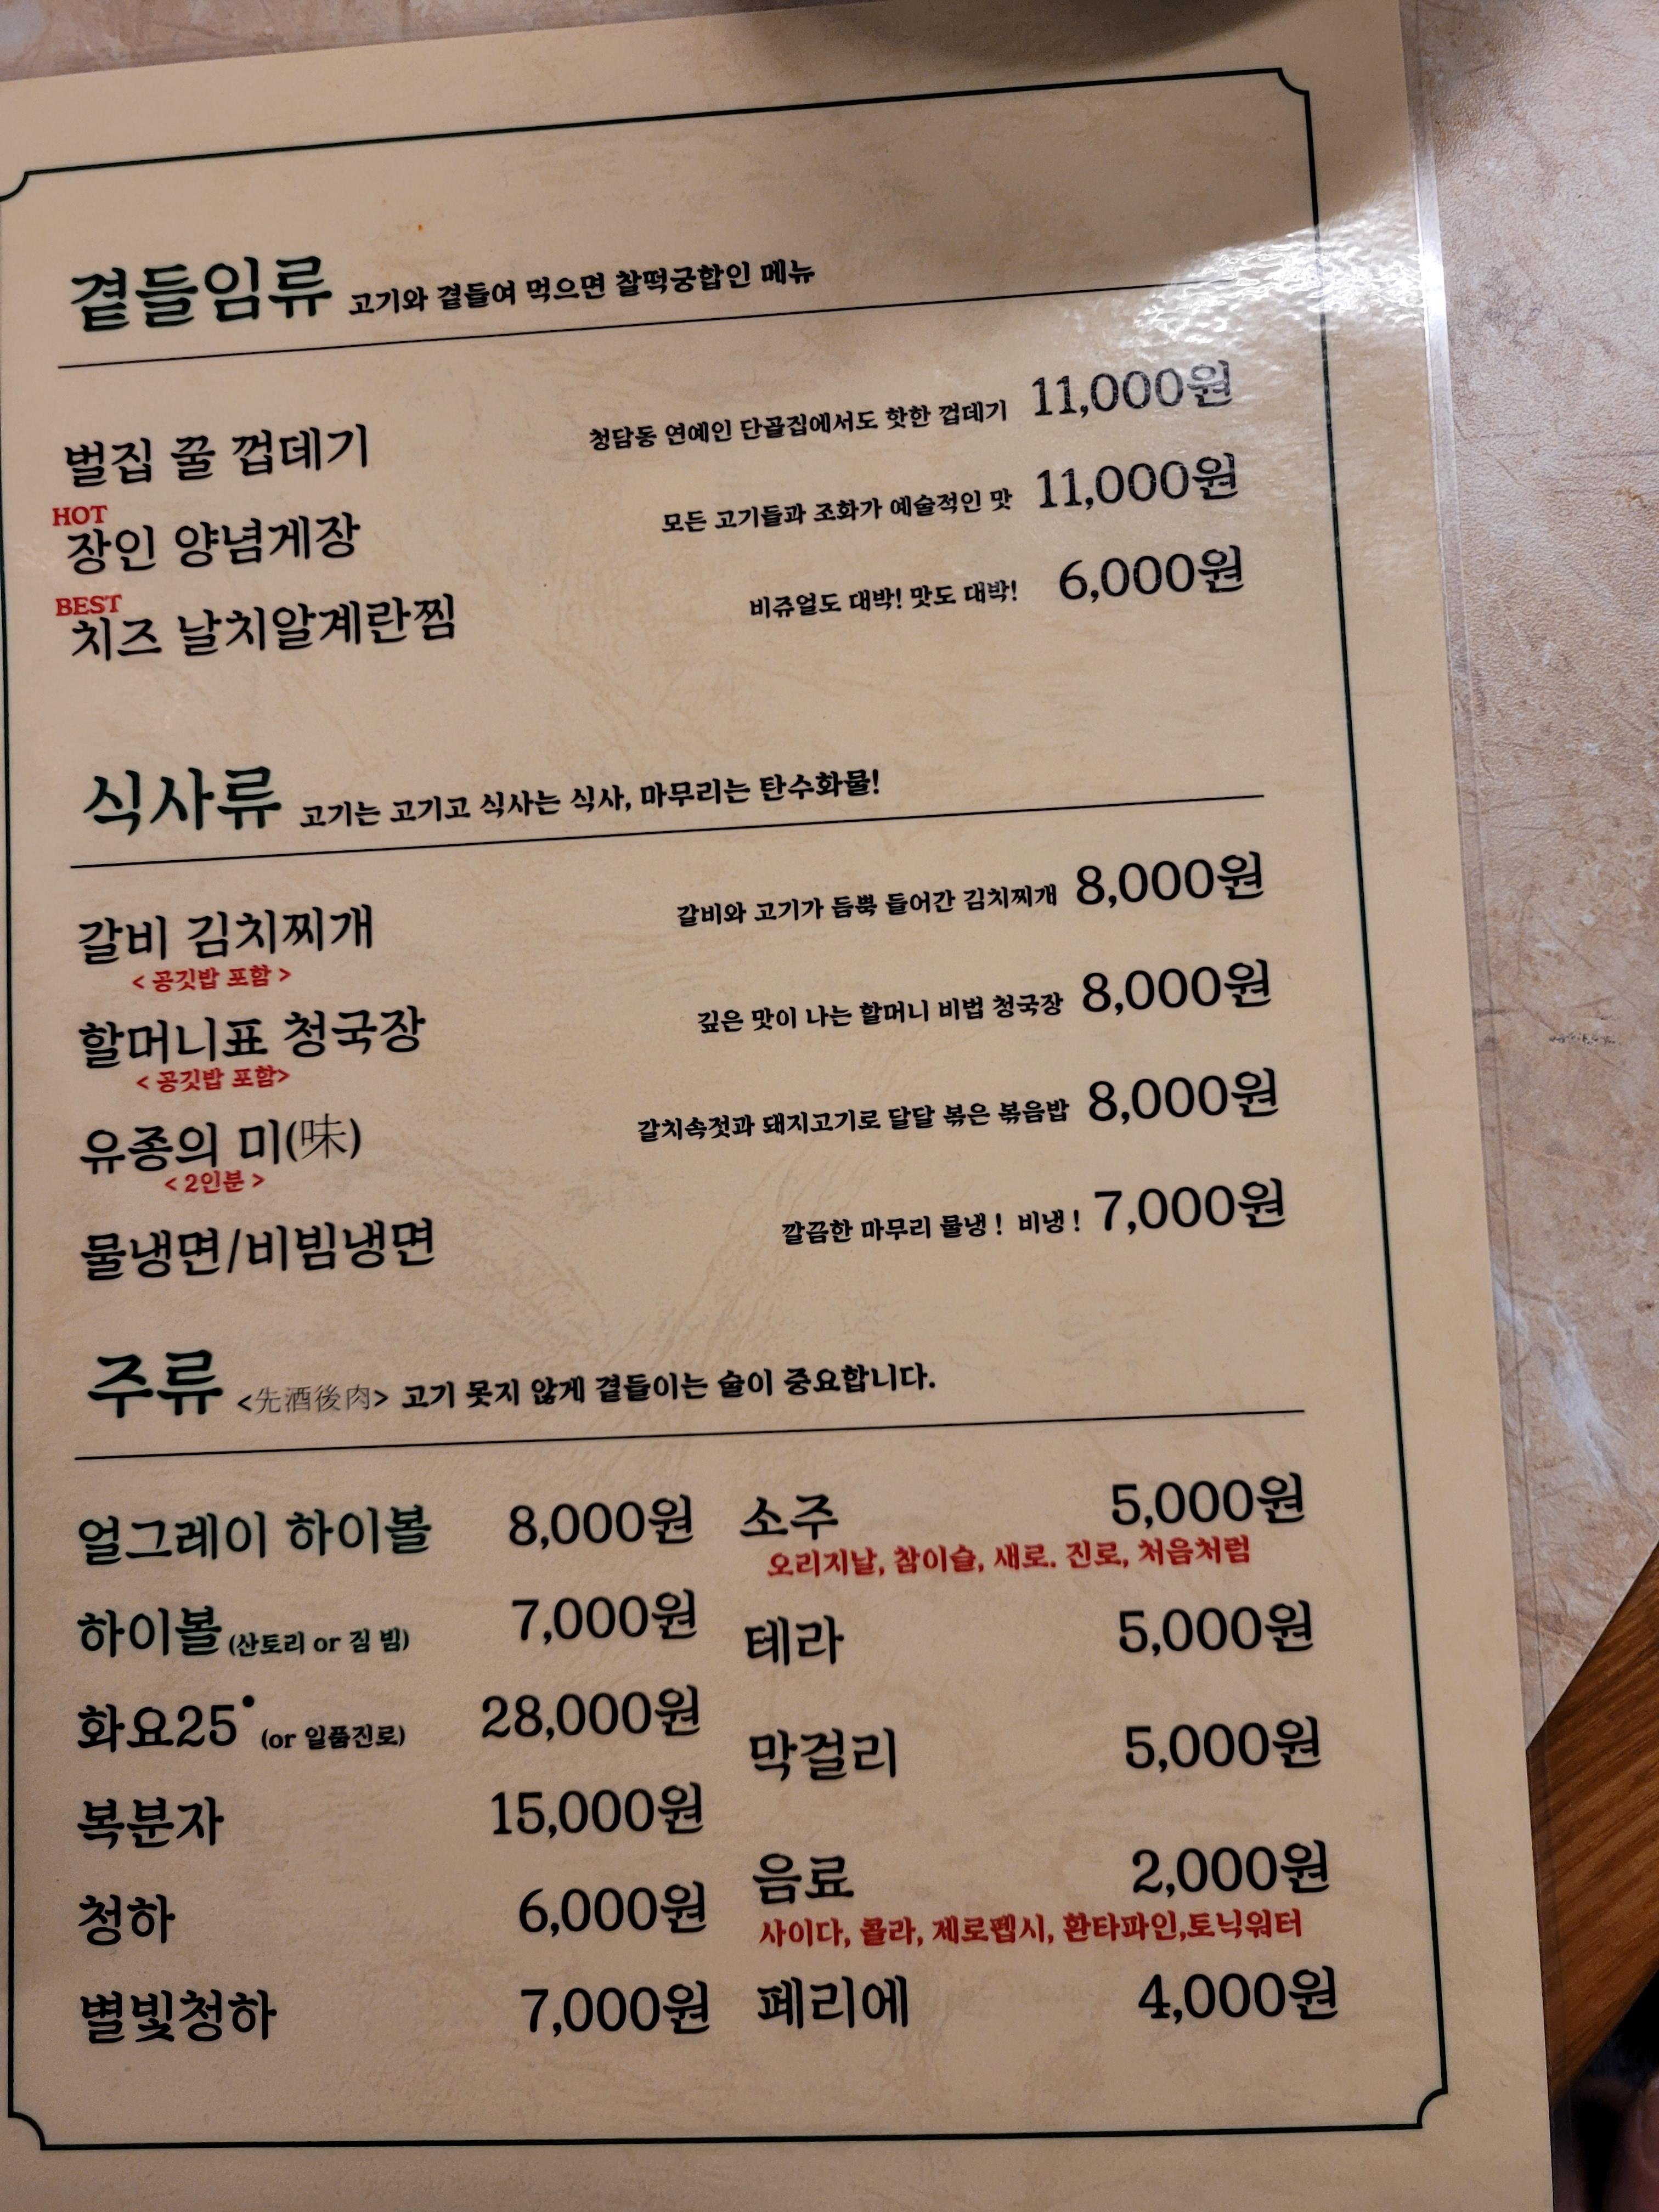 곁들임류 고기와 곁들여 먹으면 찰떡궁합인 메뉴
벌집 꿀 껍데기 청담동 연예인 단골집에서도 핫한 껍데기 11,000원
HOT
장인 양념게장 모든 고기들과 조화가 예술적인 맛 11,000원
BEST
치즈 날치알계란찜 비쥬얼도 대박! 맛도 대박! 6,000원
식사류 고기는 고기고 식사는 식사, 마무리는 탄수화물!
갈비 김치찌개 갈비와 고기가 듬뿍 들어간 김치찌개 8,000원
< 공깃밥 포함 >
할머니표 청국장 깊은 맛이 나는 할머니 비법 청국장 8,000원
< 공깃밥 포함>
유종의 미(味) 갈치속젓과 돼지고기로 달달 볶은 볶음밥 8,000원
< 2인분 >
물냉면/비빔냉면 깔끔한 마무리 물냉! 비냉! 7,000원
주류 <先酒後肉> 고기 못지 않게 곁들이는 술이 중요합니다.
얼그레이 하이볼 8,000원
하이볼 (산토리 or 짐 빔) 7,000원
화요25° (or 일품진로) 28,000원
복분자 15,000원
청하 6,000원
별빛청하 7,000원
소주 5,000원
오리지날, 참이슬, 새로. 진로, 처음처럼
테라 5,000원
막걸리 5,000원
음료 2,000원
사이다, 콜라, 제로펩시, 환타파인,토닉워터
페리에 4,000원